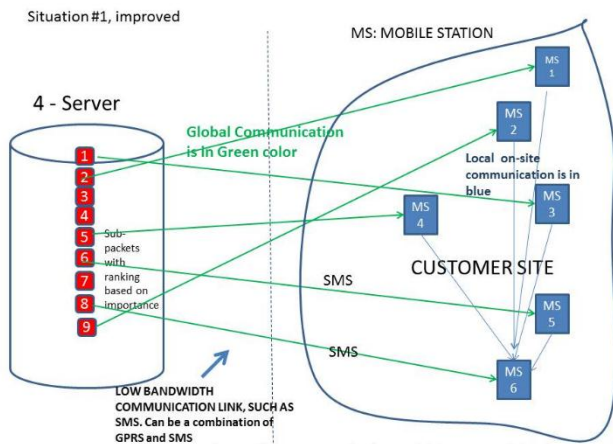 Situation #1, improved
MS: MOBILE STATION
4 - Server
Global Communication
is in Green color
1
2
3
4
5
6
7
8
9
Sub-
packets with
ranking
based on
importance
MS
1
MS
2
Local on-site
communication is in
blue
MS
3
MS
4
CUSTOMER SITE
SMS
MS
5
SMS
MS
6
LOW BANDWIDTH
COMMUNICATION LINK, SUCH AS
SMS. Can be a combination of
GPRS and SMS